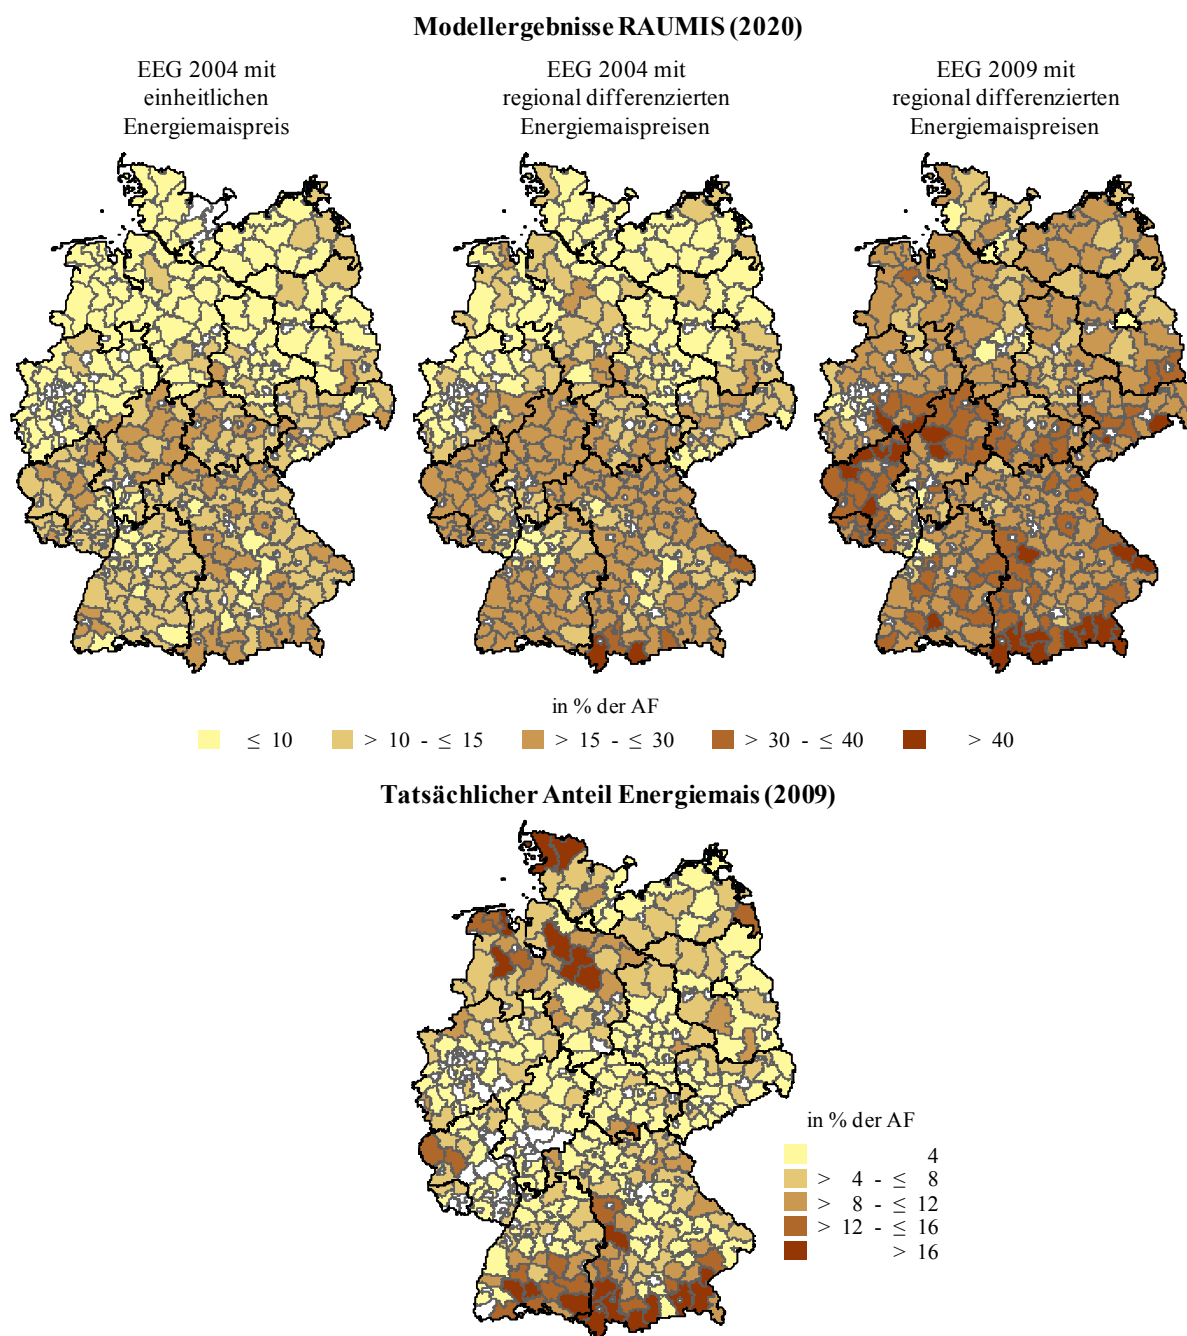 Modellergebnisse RAUMIS (2020)
EEG 2004 mit
einheitlichen
Energiemaispreis
EEG 2004 mit
regional differenzierten
Energiemaispreisen
EEG 2009 mit
regional differenzierten
Energiemaispreisen
in % der AF
≤ 10 > 10 - ≤ 15 > 15 - ≤ 30 > 30 - ≤ 40 > 40
Tatsächlicher Anteil Energiemais (2009)
in % der AF
4
> 4 - ≤ 8
> 8 - ≤ 12
> 12 - ≤ 16
> 16